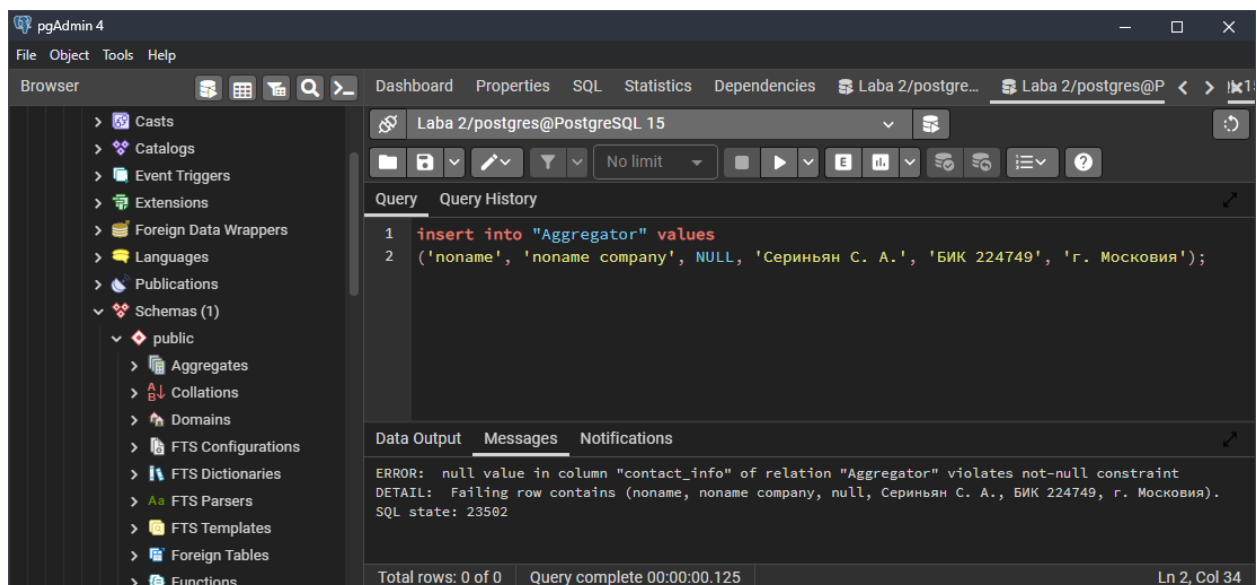 pgAdmin 4
File Object Tools Help
Browser
Dashboard Properties SQL Statistics Dependencies Laba 2/postgre... Laba 2/postgres@P
Casts
Catalogs
Event Triggers
Extensions
Foreign Data Wrappers
Languages
Publications
Schemas (1)
public
Aggregates
Collations
Domains
FTS Configurations
FTS Dictionaries
Aa FTS Parsers
FTS Templates
Foreign Tables
Functions
Laba 2/postgres@PostgreSQL 15
No limit
Query Query History
1 insert into "Aggregator" values
2 ('noname', 'noname company', NULL, 'Сериньян С. А.', 'БИК 224749', 'г. Московия');
Data Output Messages Notifications
ERROR:  null value in column "contact_info" of relation "Aggregator" violates not-null constraint
DETAIL:  Failing row contains (noname, noname company, null, Сериньян С. А., БИК 224749, г. Московия).
SQL state: 23502
Total rows: 0 of 0 Query complete 00:00:00.125 Ln 2, Col 34